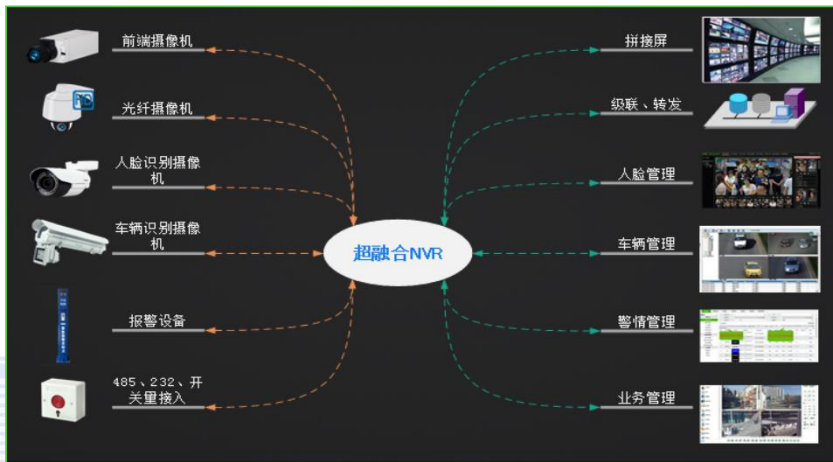 前端摄像机
光纤摄像机
人脸识别摄像
机
车辆识别摄像
机
报警设备
485、232、开
关量接入
超融合NVR
拼接屏
级联、转发
人脸管理
车辆管理
警情管理
业务管理